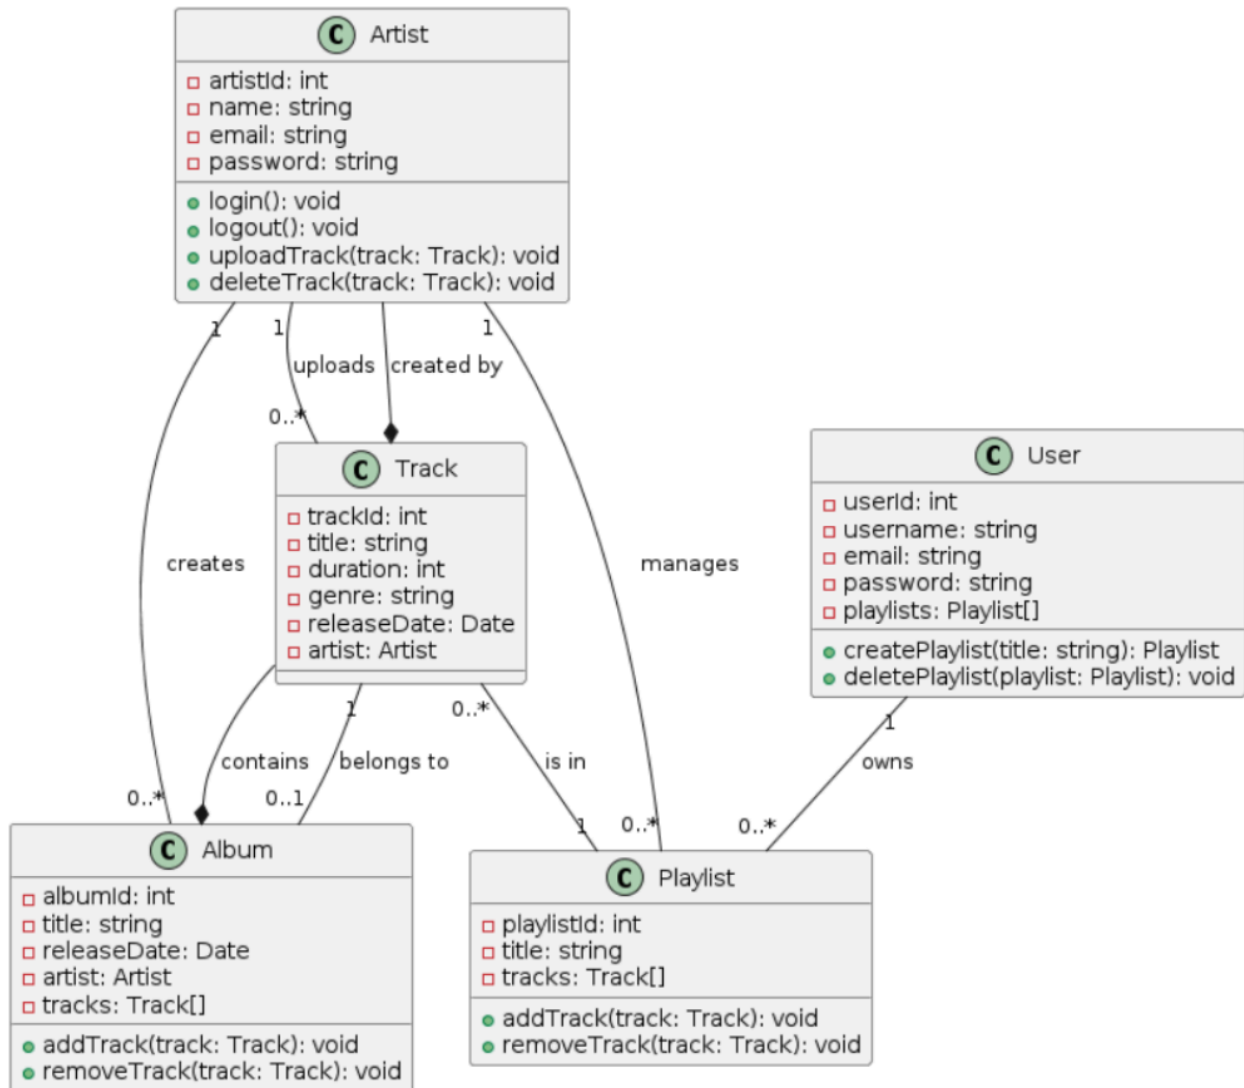 C Artist
artistId: int
name: string
email: string
password: string
login(): void
logout(): void
uploadTrack(track: Track): void
deleteTrack(track: Track): void
1
1
1
uploads
created by
0..*
C Track
trackId: int
title: string
duration: int
genre: string
releaseDate: Date
artist: Artist
C User
userId: int
username: string
email: string
password: string
playlists: Playlist[]
createPlaylist(title: string): Playlist
deletePlaylist(playlist: Playlist): void
creates
manages
1
0..*
1
contains
belongs to
is in
owns
0..*
0..1
1
0..*
0..*
C Album
albumId: int
title: string
releaseDate: Date
artist: Artist
tracks: Track[]
addTrack(track: Track): void
removeTrack(track: Track): void
C Playlist
playlistId: int
title: string
tracks: Track[]
addTrack(track: Track): void
removeTrack(track: Track): void